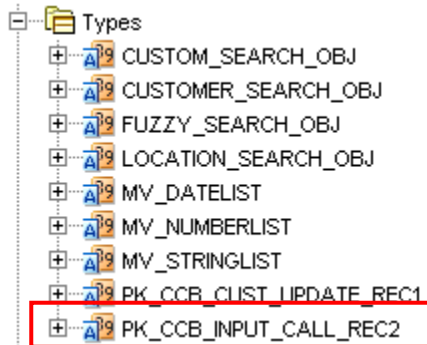 Types
CUSTOM_SEARCH_OBJ
CUSTOMER_SEARCH_OBJ
FUZZY_SEARCH_OBJ
LOCATION_SEARCH_OBJ
MV_DATELIST
MV_NUMBERLIST
MV_STRINGLIST
PK_CCB_CUST_UPDATE_REC1
PK_CCB_INPUT_CALL_REC2